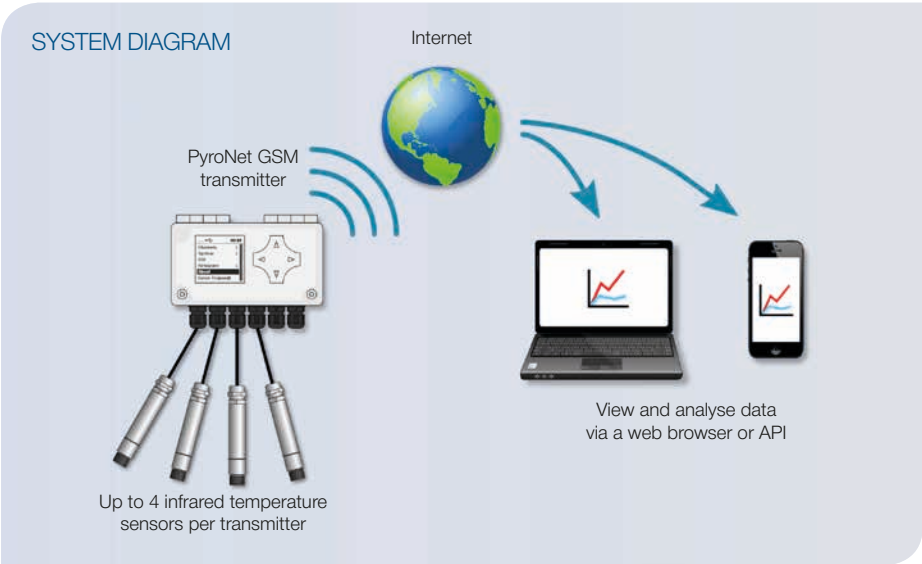 SYSTEM DIAGRAM
Internet
PyroNet GSM
transmitter
View and analyse data
via a web browser or API
Up to 4 infrared temperature
sensors per transmitter